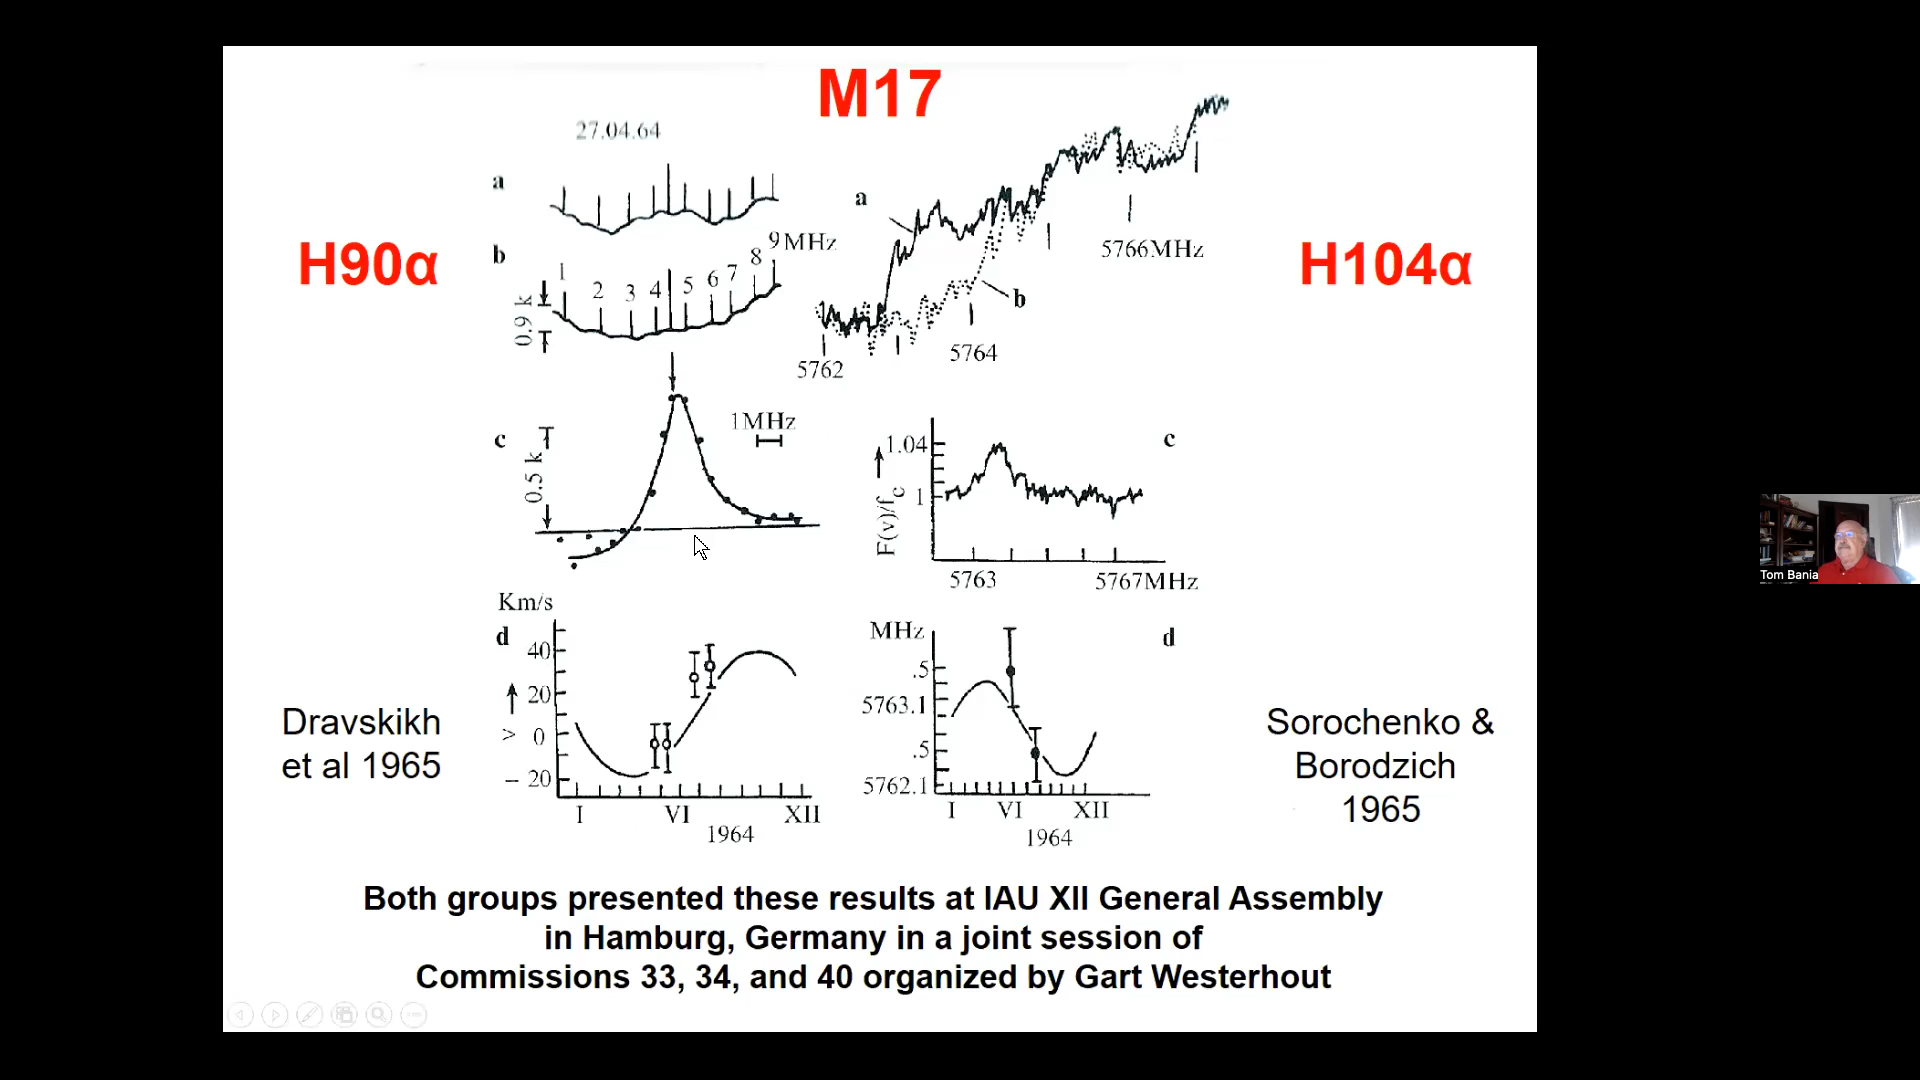 M17
27.04.64
a
b
9MHz
1 2 3 4 5 6 7 8
0.9 k
a
b
5766MHz
5764
5762
H90α
H104α
c
0.5 k
1MHz
c
1.04
1
F(ν)/fc
5763
5767MHz
Km/s
d
40
20
0
– 20
v
I
VI
XII
1964
MHz
d
.5
5763.1
.5
5762.1
I
VI
XII
1964
Dravskikh
et al 1965
Sorochenko &
Borodzich
1965
Both groups presented these results at IAU XII General Assembly
in Hamburg, Germany in a joint session of
Commissions 33, 34, and 40 organized by Gart Westerhout
Tom Bania